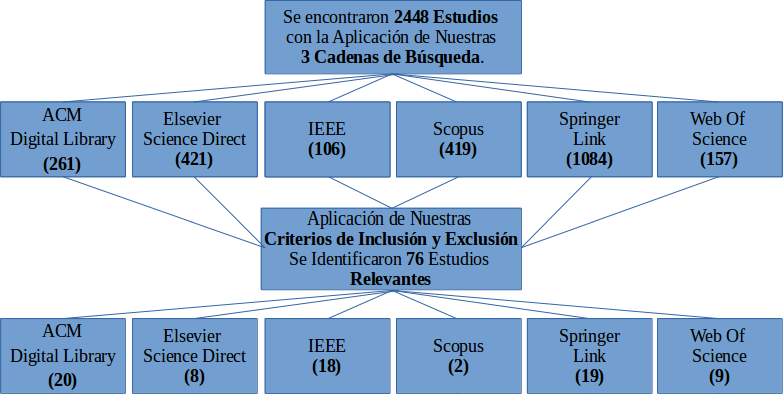 Se encontraron 2448 Estudios
con la Aplicación de Nuestras
3 Cadenas de Búsqueda.
ACM
Digital Library
(261)
Elsevier
Science Direct
(421)
IEEE
(106)
Scopus
(419)
Springer
Link
(1084)
Web Of
Science
(157)
Aplicación de Nuestras
Criterios de Inclusión y Exclusión
Se Identificaron 76 Estudios
Relevantes
ACM
Digital Library
(20)
Elsevier
Science Direct
(8)
IEEE
(18)
Scopus
(2)
Springer
Link
(19)
Web Of
Science
(9)